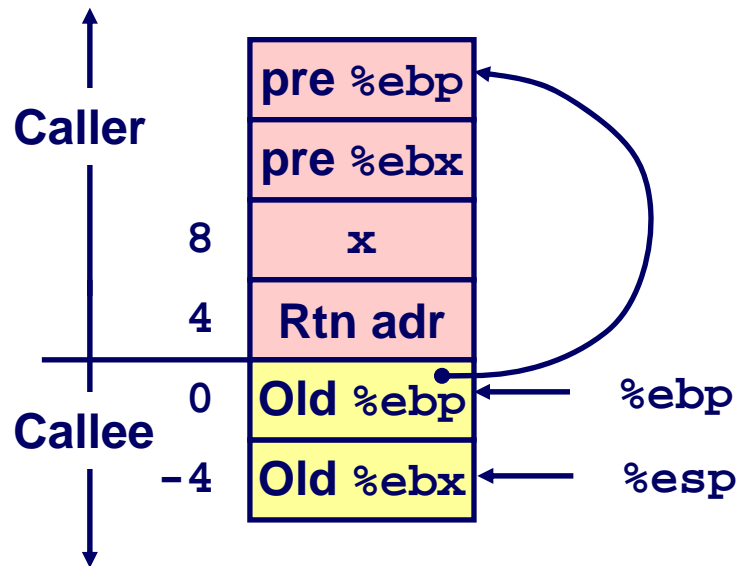 pre %ebp
Caller
pre %ebx
8 x
4 Rtn adr
0 Old %ebp %ebp
Callee
-4 Old %ebx %esp